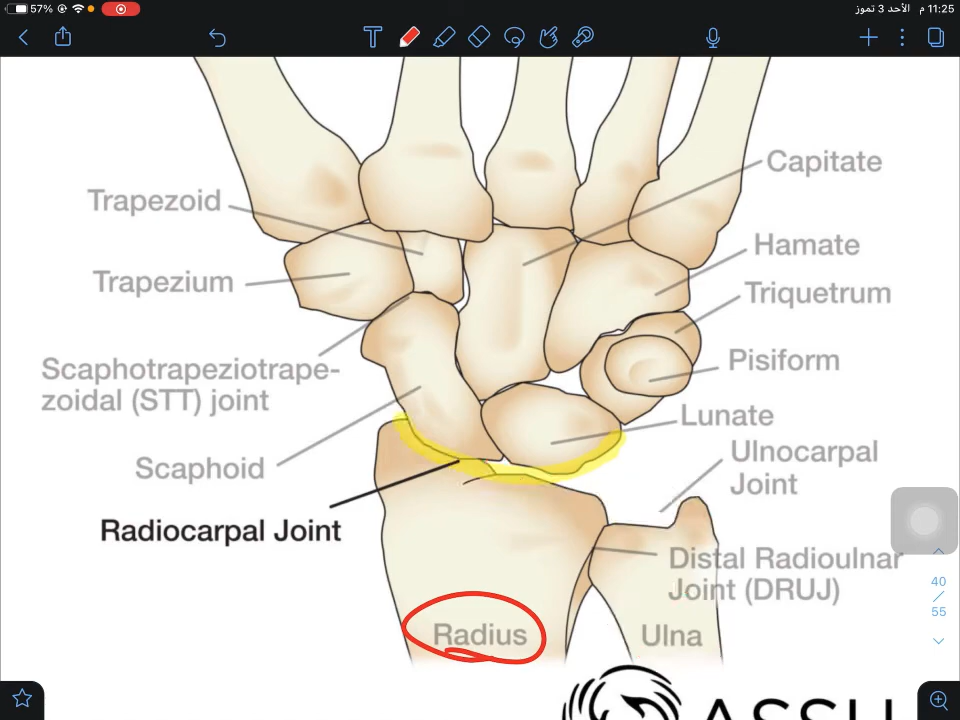 57%
الأحد 3 تموز 11:25 م
Capitate
Trapezoid
Hamate
Trapezium
Triquetrum
Pisiform
Scaphotrapeziotrape-
zoidal (STT) joint
Lunate
Scaphoid
Ulnocarpal
Joint
Radiocarpal Joint
Distal Radioulnar
Joint (DRUJ)
40
/
55
Radius
Ulna